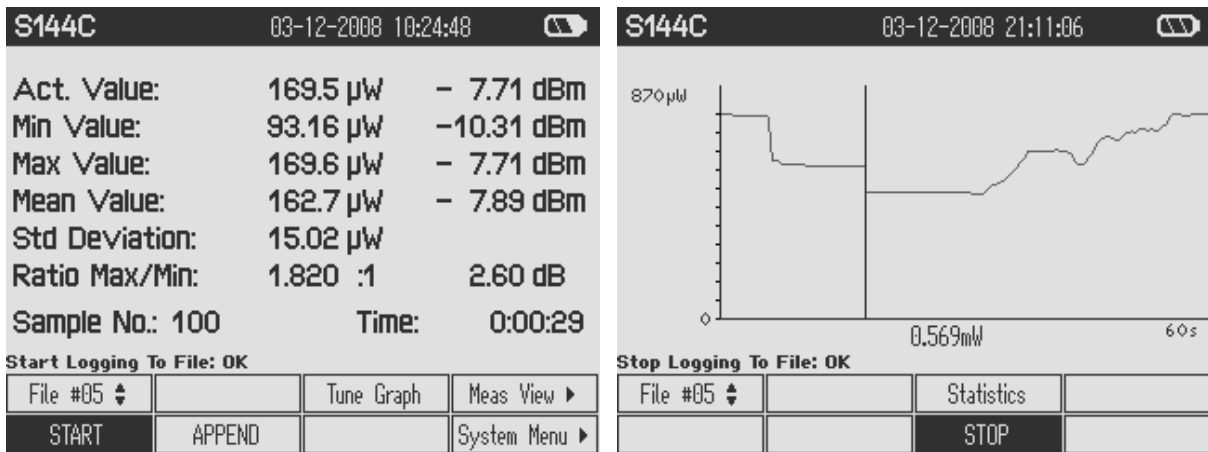 S144C 03-12-2008 10:24:48
Act. Value: 169.5 µW - 7.71 dBm
Min Value: 93.16 µW -10.31 dBm
Max Value: 169.6 µW - 7.71 dBm
Mean Value: 162.7 µW - 7.89 dBm
Std Deviation: 15.02 µW
Ratio Max/Min: 1.820 :1 2.60 dB
Sample No.: 100 Time: 0:00:29
Start Logging To File: OK
File #05 Tune Graph Meas View
START APPEND System Menu
S144C 03-12-2008 21:11:06
870µW
0 0.569mW 60s
Stop Logging To File: OK
File #05 Statistics
STOP